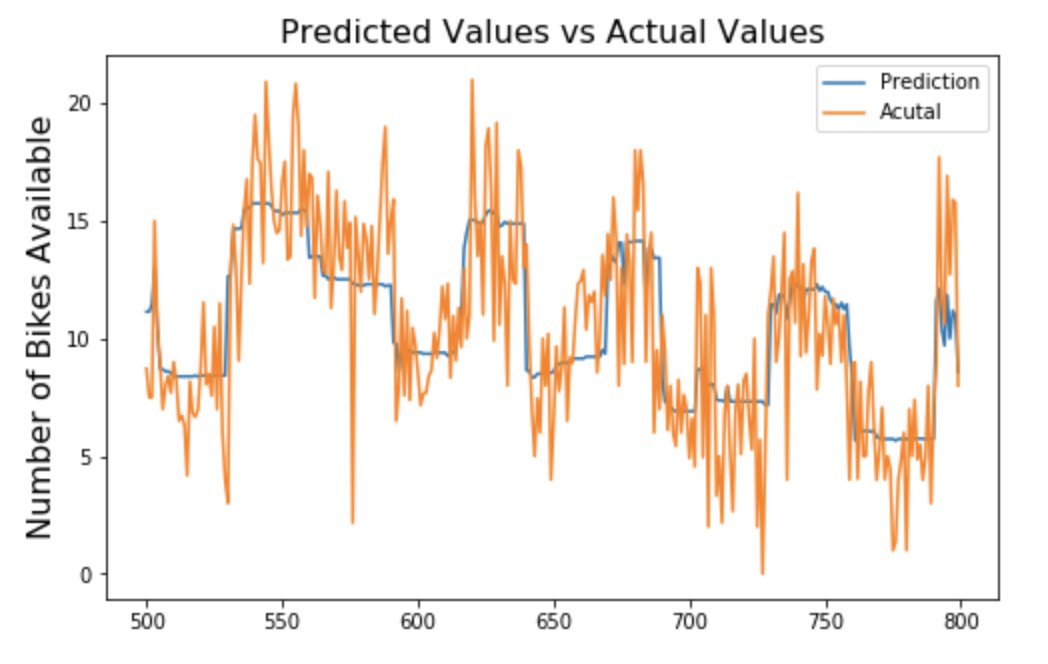 Predicted Values vs Actual Values
Prediction
Acutal
Number of Bikes Available
20
15
10
5
0
500 550 600 650 700 750 800